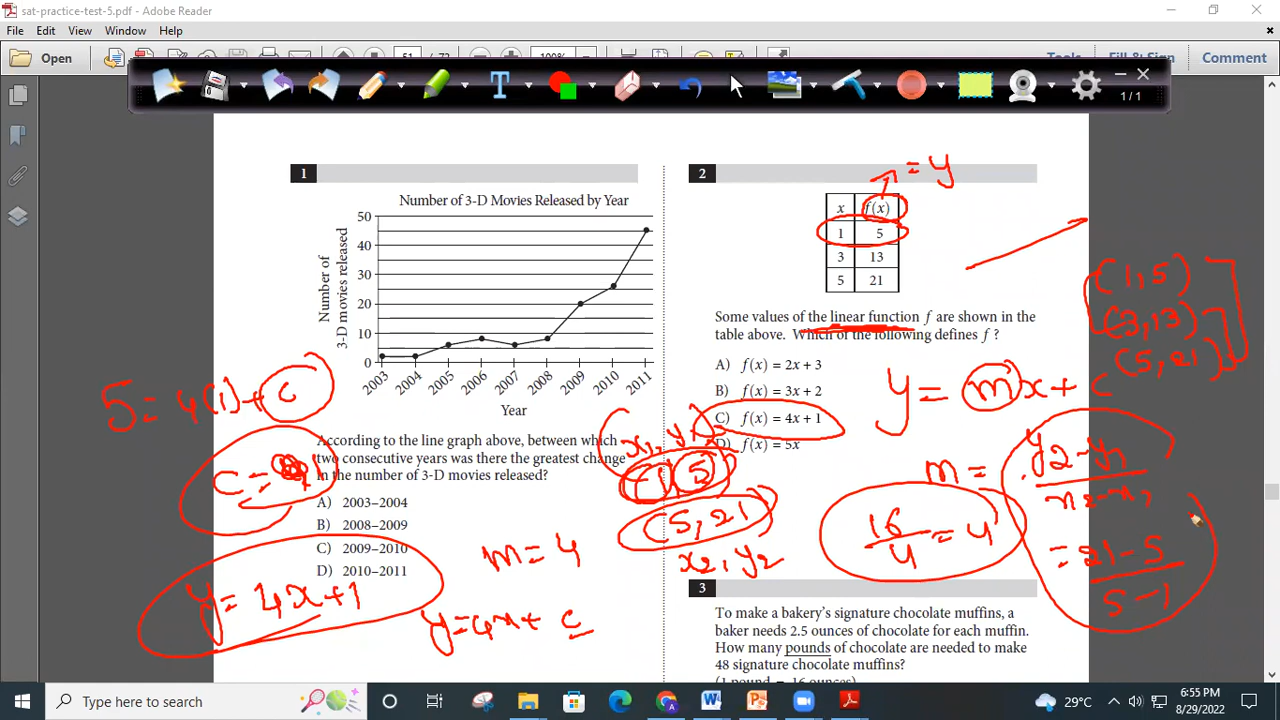 sat-practice-test-5.pdf - Adobe Reader
File Edit View Window Help
Open
Tools
Comment
1/1
1
Number of 3-D Movies Released by Year
Number of
3-D movies released
50
40
30
20
10
0
2003 2004 2005 2006 2007 2008 2009 2010 2011
Year
According to the line graph above, between which
two consecutive years was there the greatest change
in the number of 3-D movies released?
A) 2003–2004
B) 2008–2009
C) 2009–2010
D) 2010–2011
5 = 4(1) + c
c =
y = 4x+1
m = 4
y = 4x + c
2
= y
x f(x)
1 5
3 13
5 21
Some values of the linear function f are shown in the
table above. Which of the following defines f ?
A) f(x) = 2x + 3
B) f(x) = 3x + 2
C) f(x) = 4x + 1
D) f(x) = 5x
(1,5)
(3,13)
(5,21)
y = mx + c
x1, y1
(1, 5)
(5, 21)
x2, y2
m = y2 - y1
x2 - x1
= 21 - 5
5 - 1
16
4 = 4
3
To make a bakery's signature chocolate muffins, a
baker needs 2.5 ounces of chocolate for each muffin.
How many pounds of chocolate are needed to make
48 signature chocolate muffins?
(1 pound = 16 ounces)
Type here to search
29°C
6:55 PM
8/29/2022